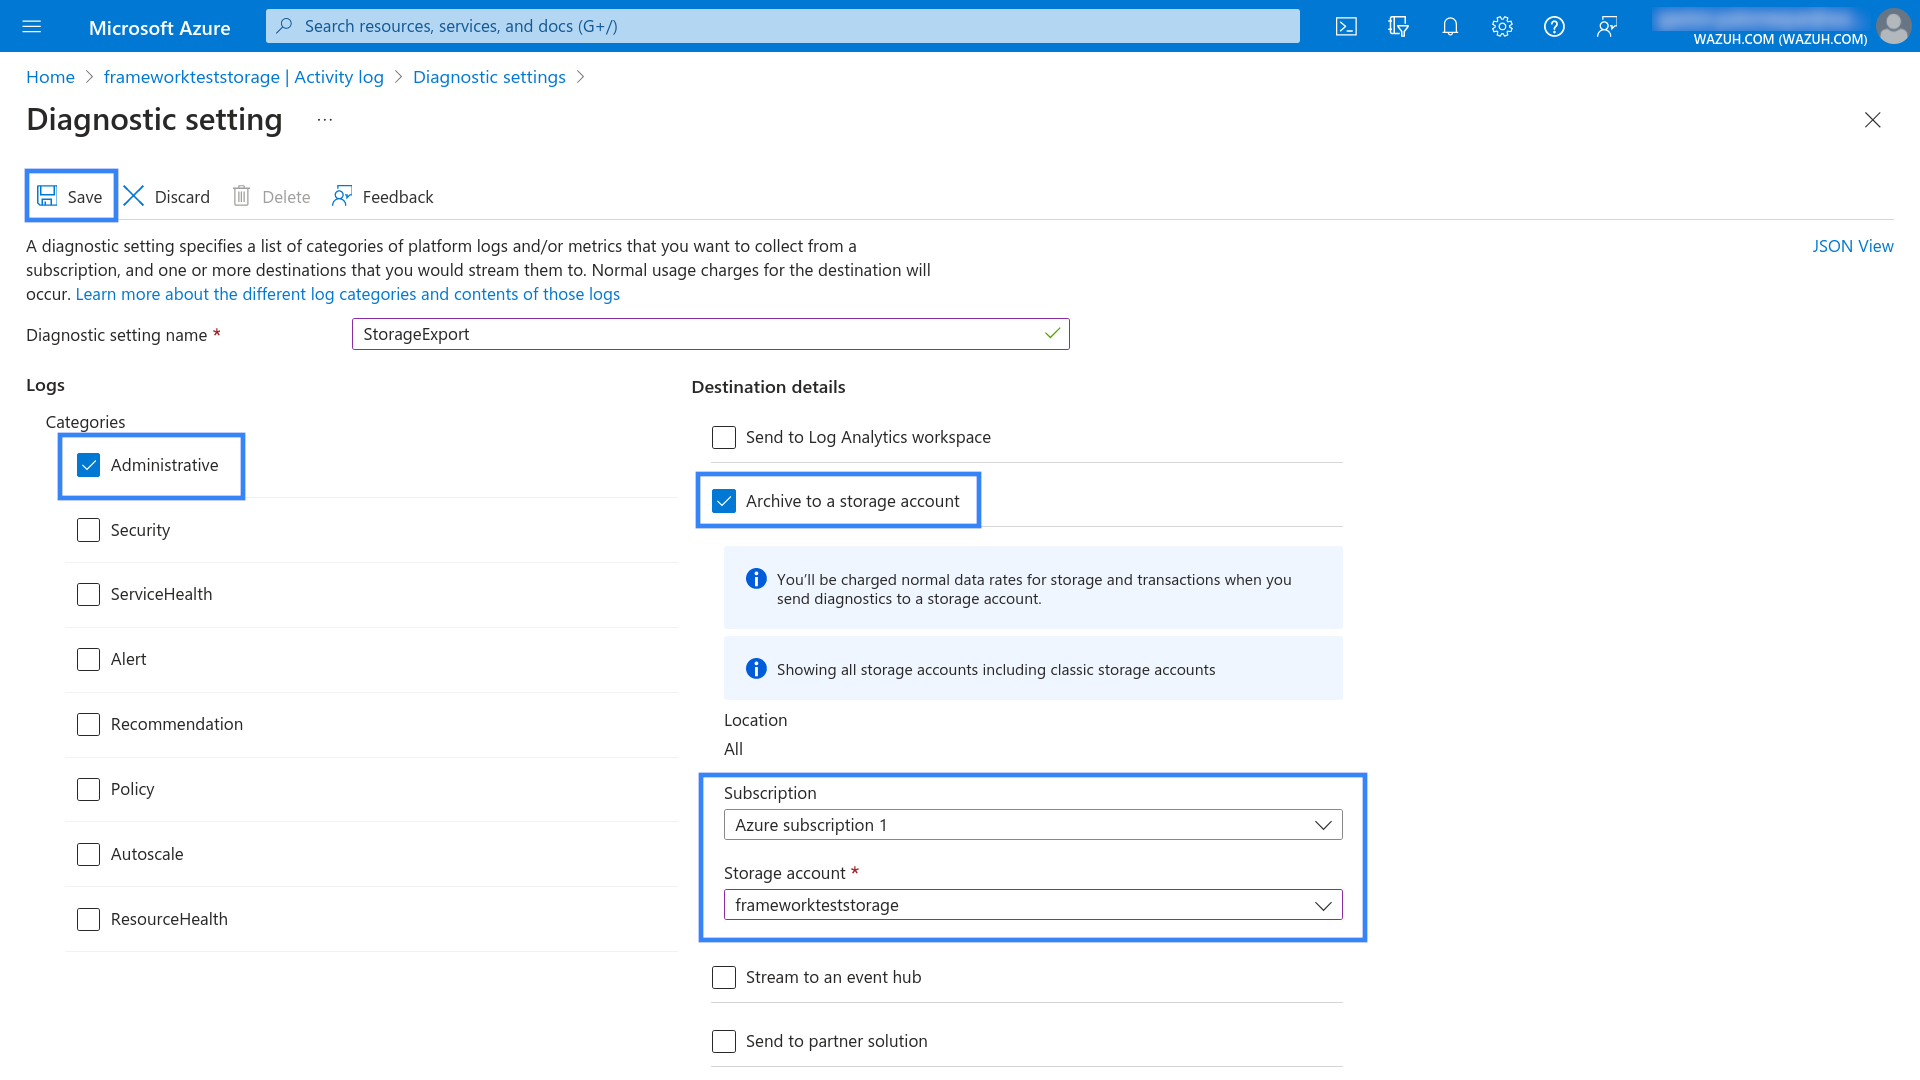 Microsoft Azure
Search resources, services, and docs (G+/)
WAZUH.COM (WAZUH.COM)
Home > frameworkteststorage | Activity log > Diagnostic settings >
Diagnostic setting ...
Save Discard Delete Feedback
A diagnostic setting specifies a list of categories of platform logs and/or metrics that you want to collect from a
subscription, and one or more destinations that you would stream them to. Normal usage charges for the destination will
occur. Learn more about the different log categories and contents of those logs
JSON View
Diagnostic setting name *
StorageExport
Logs
Categories
Administrative
Security
ServiceHealth
Alert
Recommendation
Policy
Autoscale
ResourceHealth
Destination details
Send to Log Analytics workspace
Archive to a storage account
You'll be charged normal data rates for storage and transactions when you
send diagnostics to a storage account.
Showing all storage accounts including classic storage accounts
Location
All
Subscription
Azure subscription 1
Storage account *
frameworkteststorage
Stream to an event hub
Send to partner solution